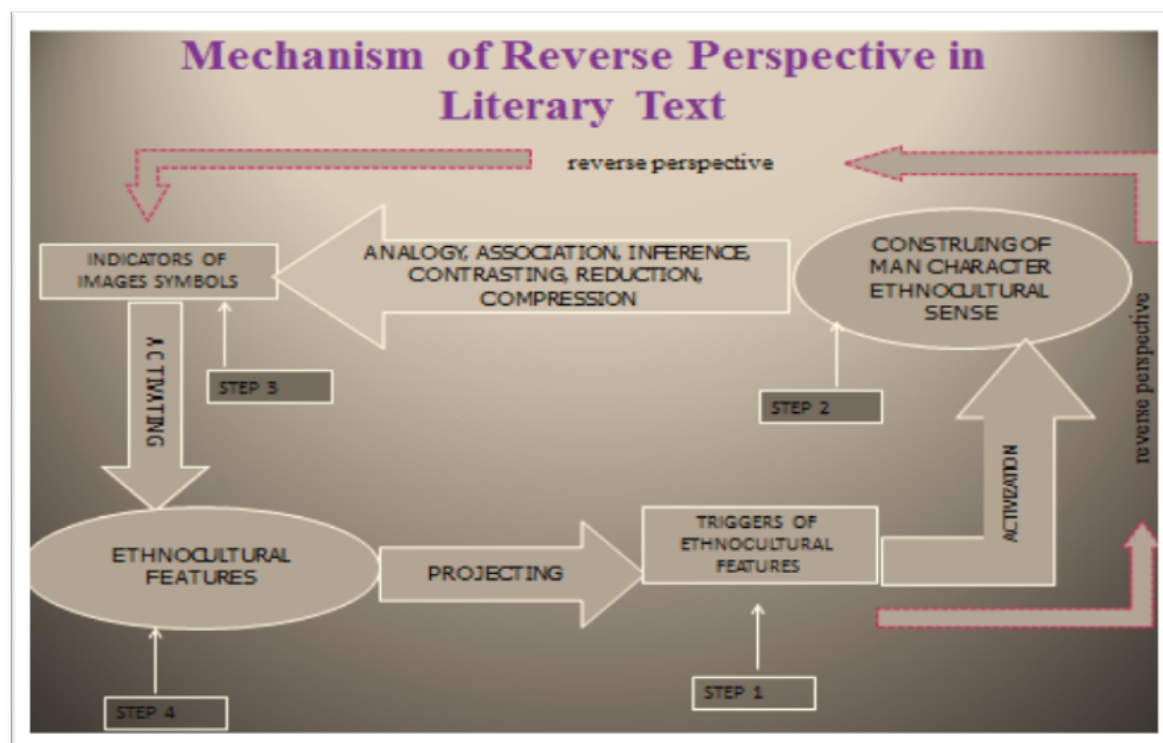 Mechanism of Reverse Perspective in
Literary Text
reverse perspective
INDICATORS OF
IMAGES SYMBOLS
ANALOGY, ASSOCIATION, INFERENCE,
CONTRASTING, REDUCTION,
COMPRESSION
CONSTRUING OF
MAN CHARACTER
ETHNOCULTURAL
SENSE
STEP 3
STEP 2
ACTIVATING
reverse perspective
ACTIVIZATION
ETHNOCULTURAL
FEATURES
PROJECTING
TRIGGERS OF
ETHNOCULTURAL
FEATURES
STEP 4
STEP 1